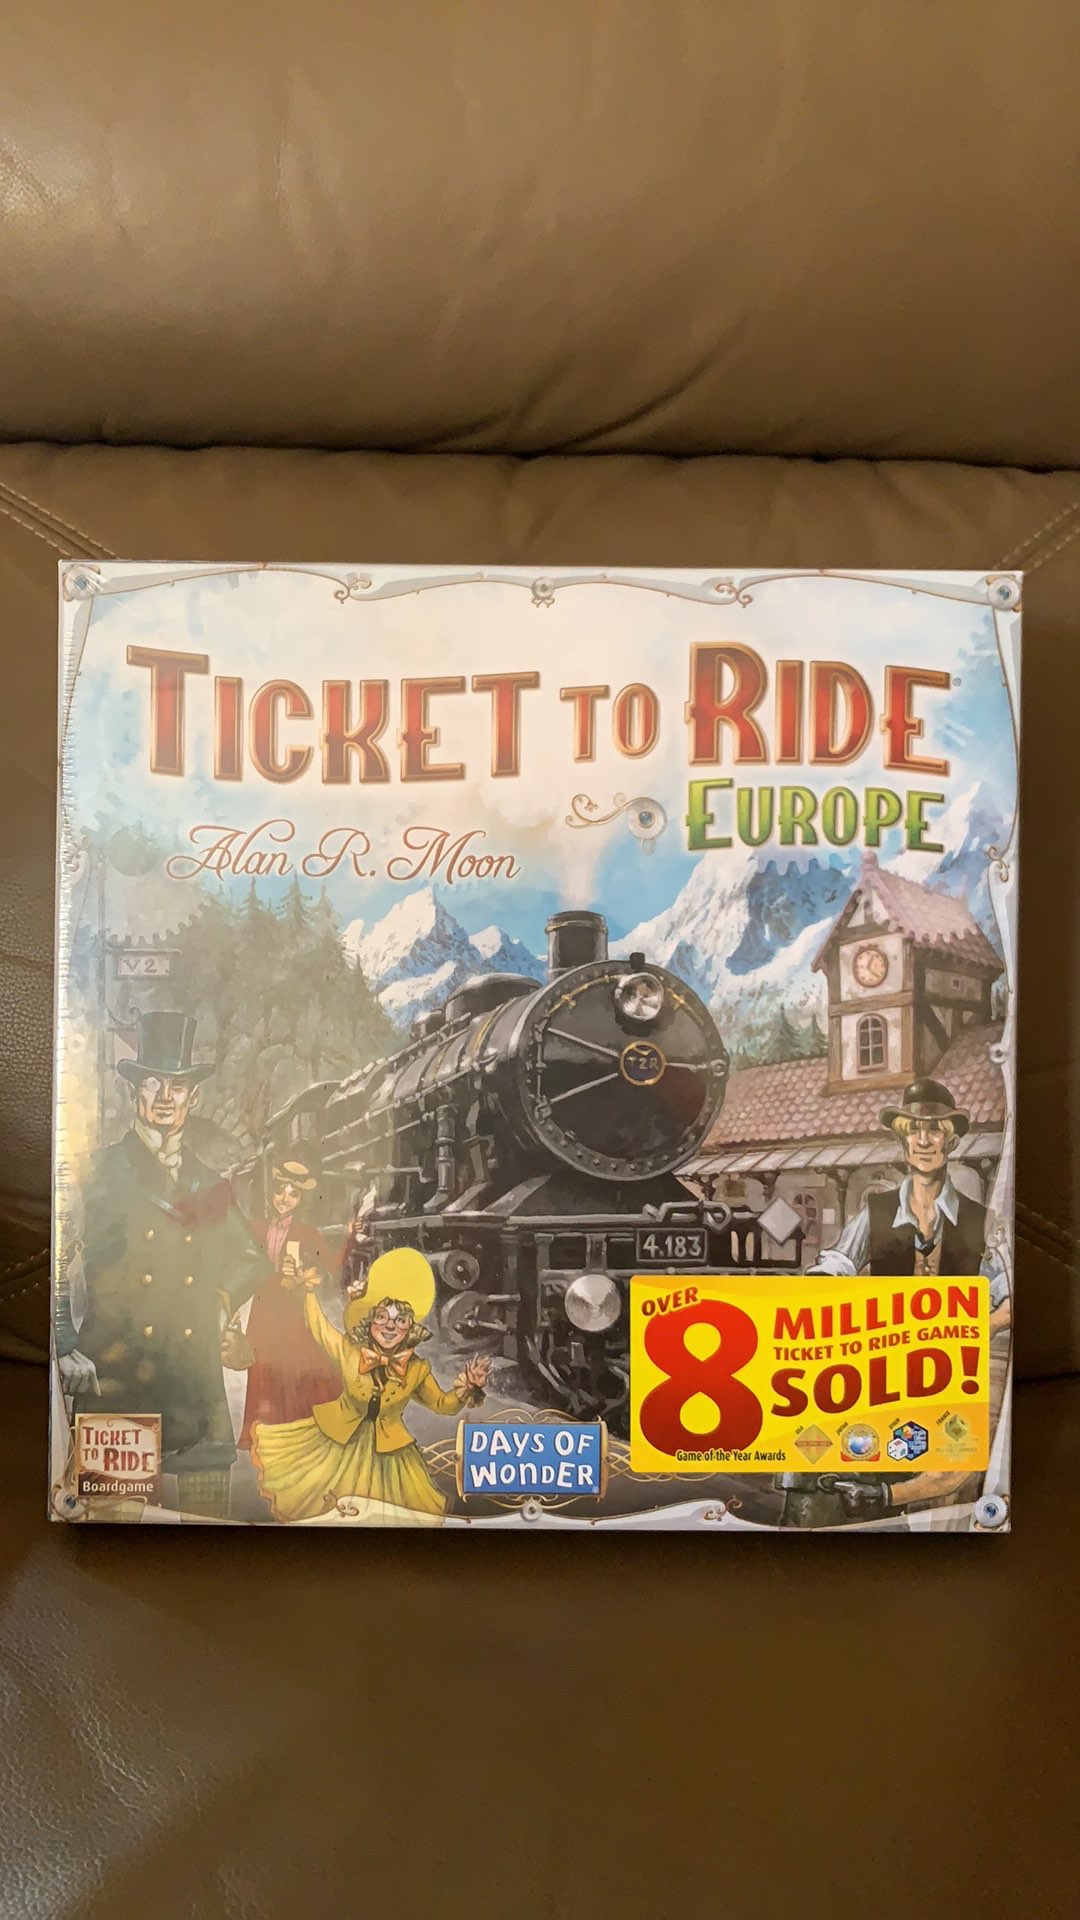 TICKET TO RIDE
EUROPE
Alan R. Moon
V2
TZR
4.183
OVER
8 MILLION
TICKET TO RIDE GAMES
SOLD!
Game of the Year Awards
TICKET
TO RIDE
Boardgame
DAYS OF
WONDER